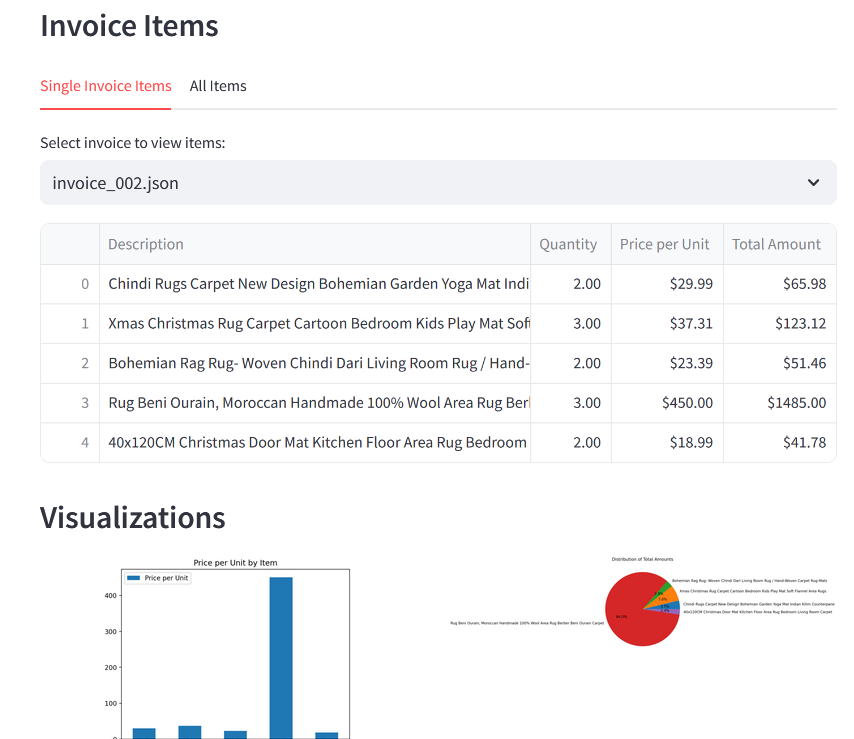 Invoice Items
Single Invoice Items All Items
Select invoice to view items:
invoice_002.json
Description Quantity Price per Unit Total Amount
0 Chindi Rugs Carpet New Design Bohemian Garden Yoga Mat Indi 2.00 $29.99 $65.98
1 Xmas Christmas Rug Carpet Cartoon Bedroom Kids Play Mat Soft 3.00 $37.31 $123.12
2 Bohemian Rag Rug- Woven Chindi Dari Living Room Rug / Hand- 2.00 $23.39 $51.46
3 Rug Beni Ourain, Moroccan Handmade 100% Wool Area Rug Ber 3.00 $450.00 $1485.00
4 40x120CM Christmas Door Mat Kitchen Floor Area Rug Bedroom 2.00 $18.99 $41.78
Visualizations
Price per Unit by Item
Price per Unit
400
300
200
100
Distribution of Total Amounts
Bohemian Rag Rug- Woven Chindi Dari Living Room Rug / Hand-Woven Carpet Rug-Mats
Xmas Christmas Rug Carpet Cartoon Bedroom Kids Play Mat Soft Flannel Area Rugs
Chindi Rugs Carpet New Design Bohemian Garden Yoga Mat Indian Kilim Counterpane
40x120CM Christmas Door Mat Kitchen Floor Area Rug Bedroom Living Room Carpet
Rug Beni Ourain, Moroccan Handmade 100% Wool Area Rug Berber Beni Ourain Carpet